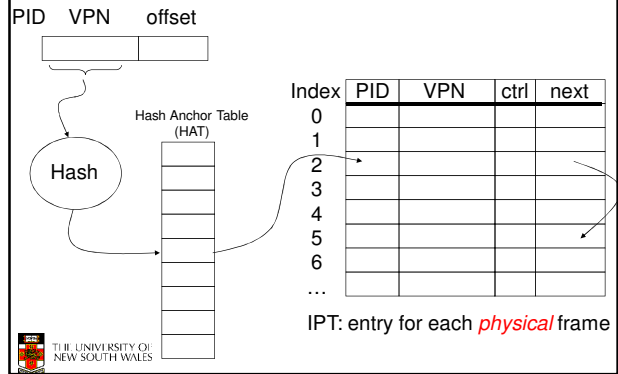 PID VPN offset
Hash
Hash Anchor Table
(HAT)
Index PID VPN ctrl next
0
1
2
3
4
5
6
...
IPT: entry for each physical frame
THE UNIVERSITY OF
NEW SOUTH WALES